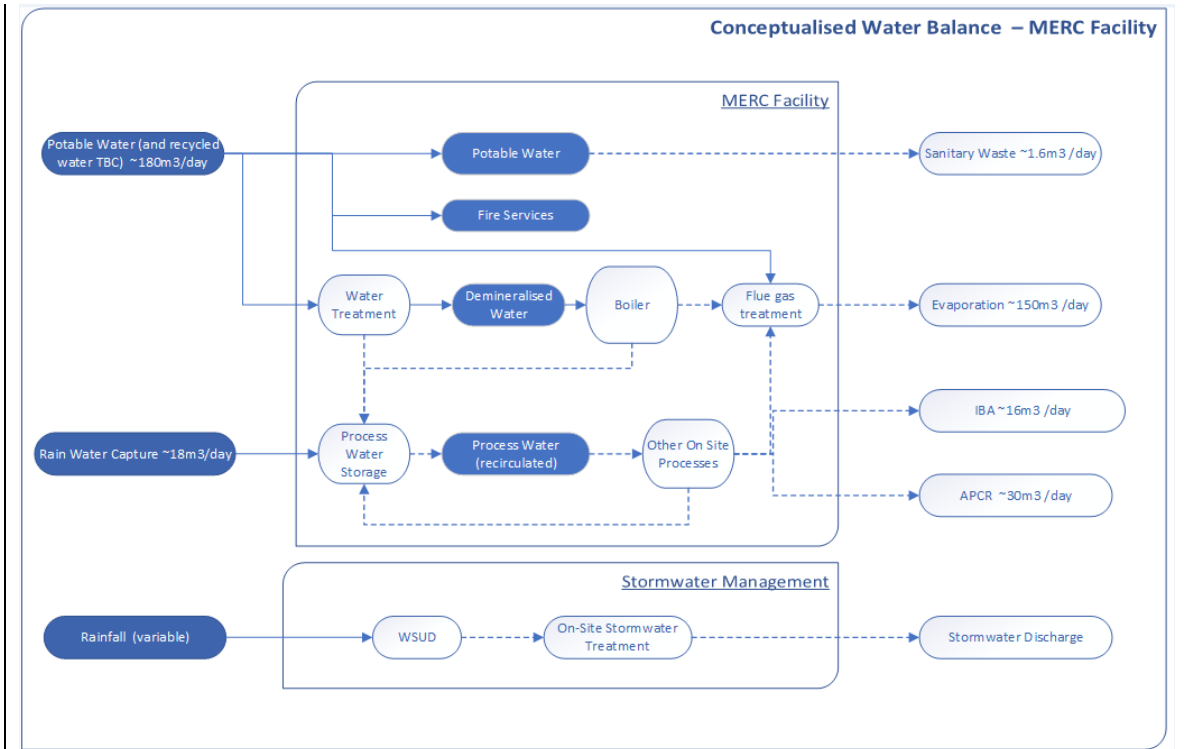 Conceptualised Water Balance – MERC Facility
MERC Facility
Potable Water (and recycled
water TBC) ~180m3/day
Potable Water
Sanitary Waste ~1.6m3 /day
Fire Services
Water
Treatment
Demineralised
Water
Boiler
Flue gas
treatment
Evaporation ~150m3 /day
IBA ~16m3 /day
Rain Water Capture ~18m3/day
Process
Water
Storage
Process Water
(recirculated)
Other On Site
Processes
APCR ~30m3 /day
Stormwater Management
Rainfall (variable)
WSUD
On-Site Stormwater
Treatment
Stormwater Discharge